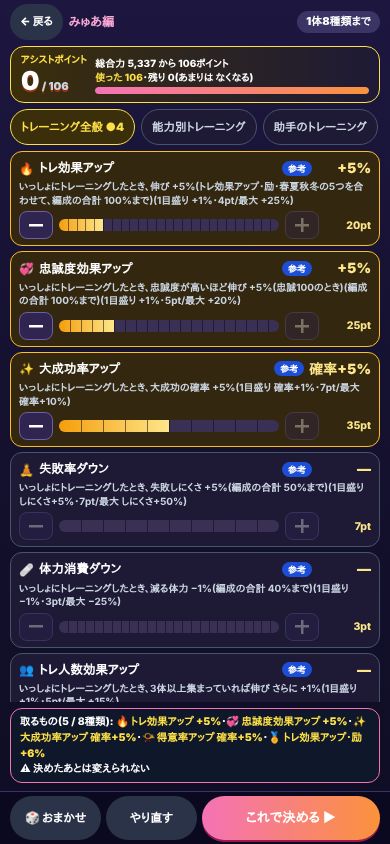 ← 戻る
みゅあ編
1体8種類まで
アシストポイント
0 / 106
総合力 5,337 から 106ポイント
使った 106・残り 0(あまりは なくなる)
トレーニング全般 ●4
能力別トレーニング
助手のトレーニング
🔥 トレ効果アップ 参考 +5%
いっしょにトレーニングしたとき、伸び +5%(トレ効果アップ・励・春夏秋冬の5つを合
わせて、編成の合計 100%まで)(1目盛り +1%・4pt/最大 +25%)
− + 20pt
💞 忠誠度効果アップ 参考 +5%
いっしょにトレーニングしたとき、忠誠度が高いほど伸び +5%(忠誠100のとき)(編成
の合計 100%まで)(1目盛り +1%・5pt/最大 +20%)
− + 25pt
✨ 大成功率アップ 参考 確率+5%
いっしょにトレーニングしたとき、大成功の確率 +5%(1目盛り 確率+1%・7pt/最大
確率+10%)
− + 35pt
🧘 失敗率ダウン 参考 —
いっしょにトレーニングしたとき、失敗しにくさ +5%(編成の合計 50%まで)(1目盛り
しにくさ+5%・7pt/最大 しにくさ+50%)
− + 7pt
🩹 体力消費ダウン 参考 —
いっしょにトレーニングしたとき、減る体力 −1%(編成の合計 40%まで)(1目盛り
−1%・3pt/最大 −25%)
− + 3pt
👥 トレ人数効果アップ 参考 —
いっしょにトレーニングしたとき、3体以上集まっていれば伸び さらに +1%(1目盛り
+1%・5pt/最大 +15%)
取るもの(5 / 8種類): 🔥トレ効果アップ +5%・💞 忠誠度効果アップ +5%・✨
大成功率アップ 確率+5%・📯 得意率アップ 確率+5%・🏅 トレ効果アップ・励
+6%
⚠ 決めたあとは変えられない
🎲 おまかせ
やり直す
これで決める ▶